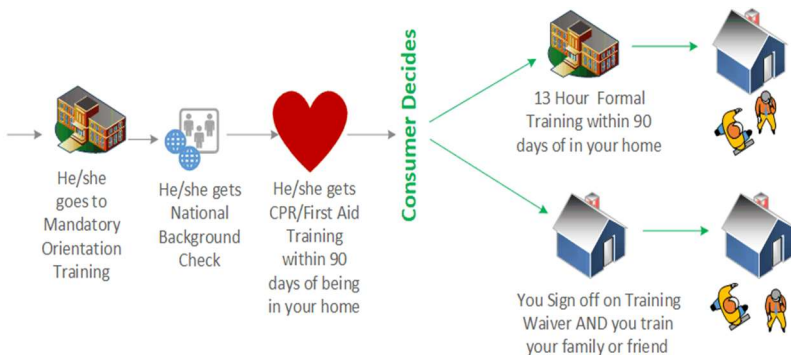 He/she
goes to
Mandatory
Orientation
Training
He/she gets
National
Background
Check
He/she gets
CPR/First Aid
Training
within 90
days of being
in your home
Consumer Decides
13 Hour Formal
Training within 90
days of in your home
You Sign off on Training
Waiver AND you train
your family or friend